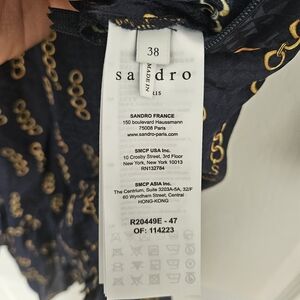 38
MADE IN
sandro
SANDRO FRANCE
150 boulevard Haussmann
75008 Paris
www.sandro-paris.com
SMCP USA Inc.
10 Crosby Street, 3rd Floor
New York, New York 10013
RN132784
SMCP ASIA Inc.
The Centrium, Suite 3203A-5A, 32/F
60 Wyndham Street, Central
HONG-KONG
R20449E - 47
OF: 114223